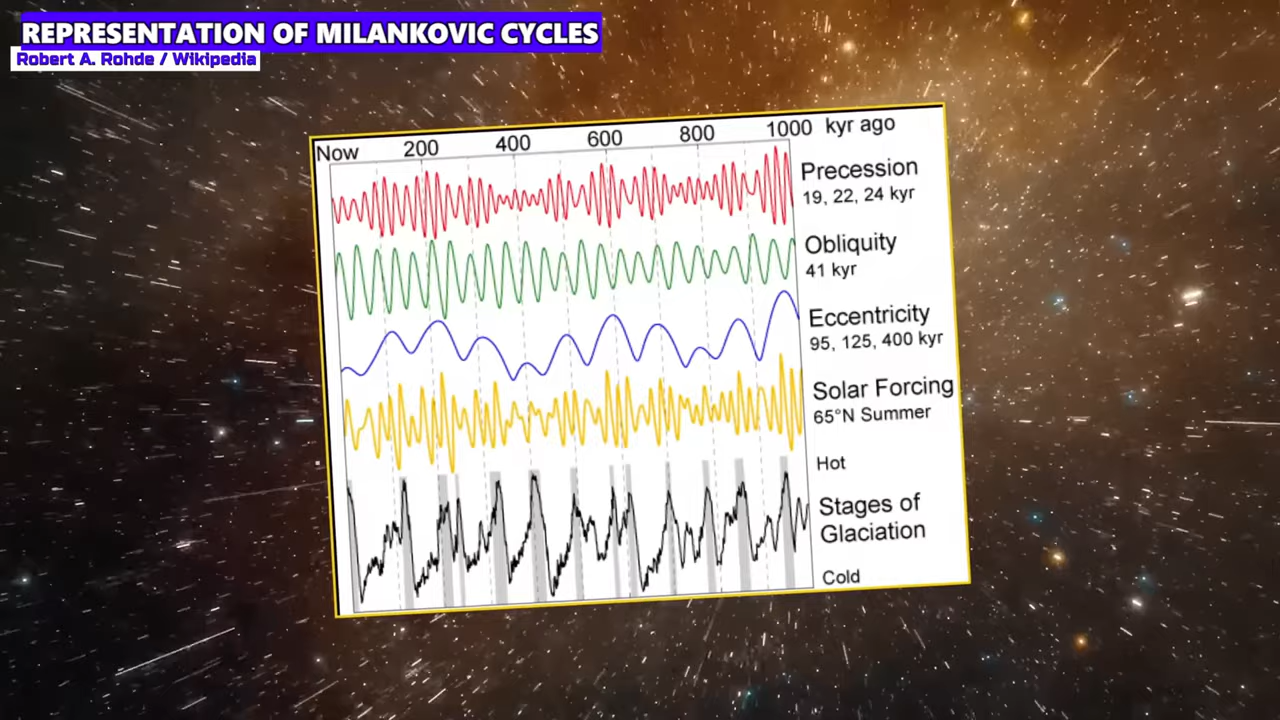 REPRESENTATION OF MILANKOVIC CYCLES
Robert A. Rohde / Wikipedia
Now 200 400 600 800 1000 kyr ago
Precession
19, 22, 24 kyr
Obliquity
41 kyr
Eccentricity
95, 125, 400 kyr
Solar Forcing
65°N Summer
Hot
Stages of
Glaciation
Cold